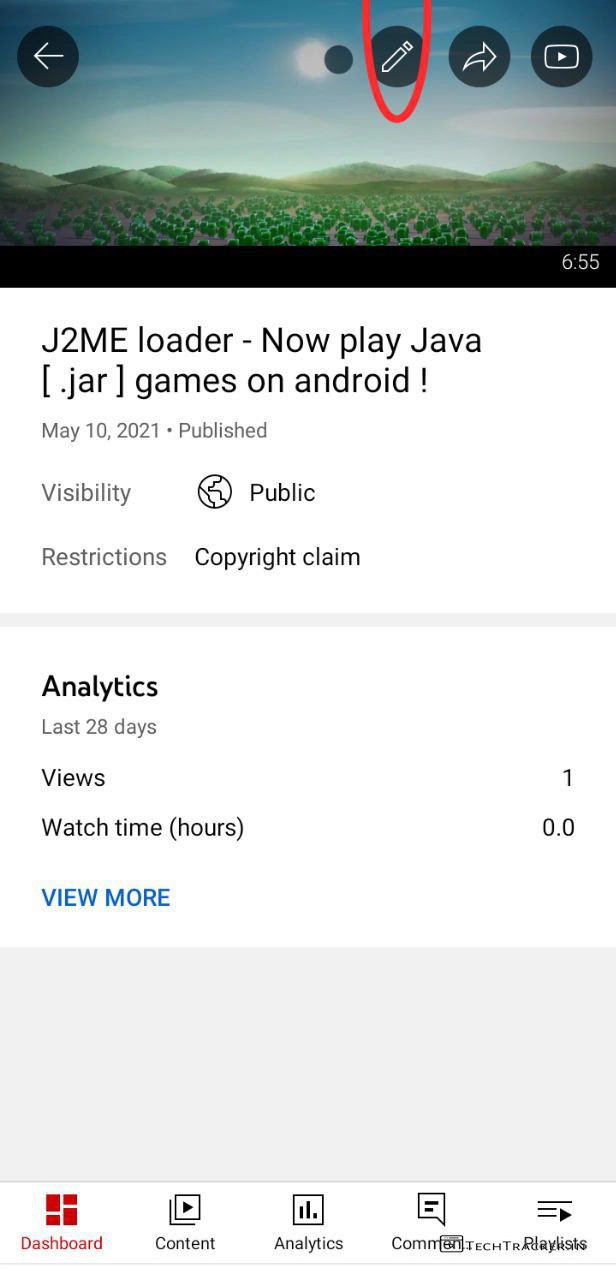 6:55
J2ME loader - Now play Java
[ .jar ] games on android !
May 10, 2021 • Published
Visibility Public
Restrictions Copyright claim
Analytics
Last 28 days
Views 1
Watch time (hours) 0.0
VIEW MORE
Dashboard Content Analytics Commen... Playlists
TECHTRACKER.IN